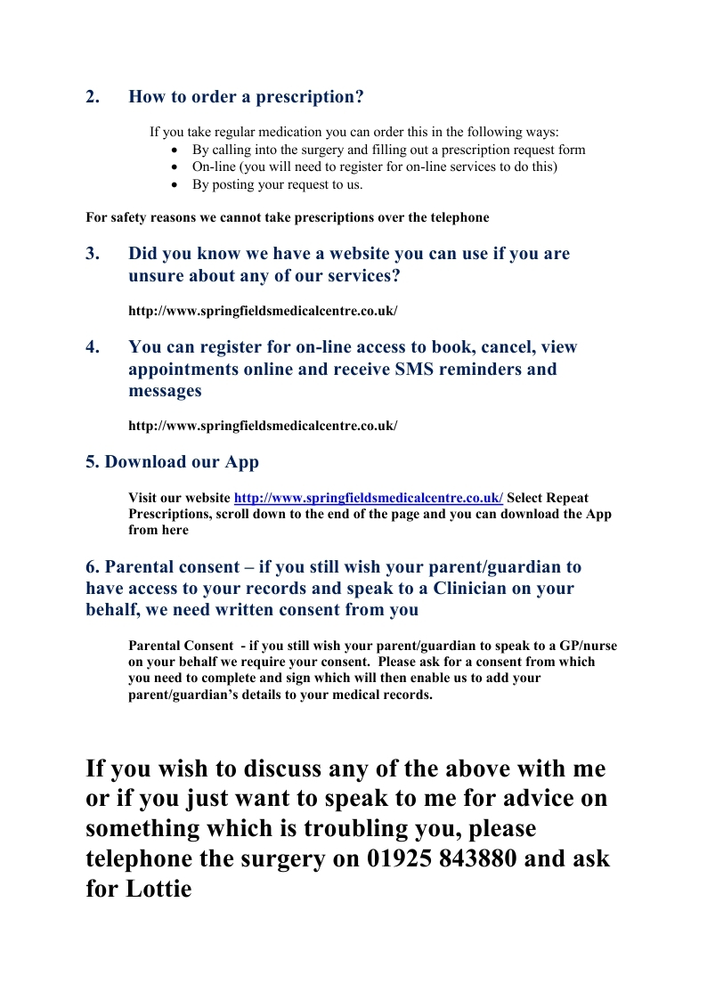 2. How to order a prescription?
If you take regular medication you can order this in the following ways:
• By calling into the surgery and filling out a prescription request form
• On-line (you will need to register for on-line services to do this)
• By posting your request to us.
For safety reasons we cannot take prescriptions over the telephone
3. Did you know we have a website you can use if you are
unsure about any of our services?
http://www.springfieldsmedicalcentre.co.uk/
4. You can register for on-line access to book, cancel, view
appointments online and receive SMS reminders and
messages
http://www.springfieldsmedicalcentre.co.uk/
5. Download our App
Visit our website http://www.springfieldsmedicalcentre.co.uk/ Select Repeat
Prescriptions, scroll down to the end of the page and you can download the App
from here
6. Parental consent – if you still wish your parent/guardian to
have access to your records and speak to a Clinician on your
behalf, we need written consent from you
Parental Consent  - if you still wish your parent/guardian to speak to a GP/nurse
on your behalf we require your consent.  Please ask for a consent from which
you need to complete and sign which will then enable us to add your
parent/guardian’s details to your medical records.
If you wish to discuss any of the above with me
or if you just want to speak to me for advice on
something which is troubling you, please
telephone the surgery on 01925 843880 and ask
for Lottie